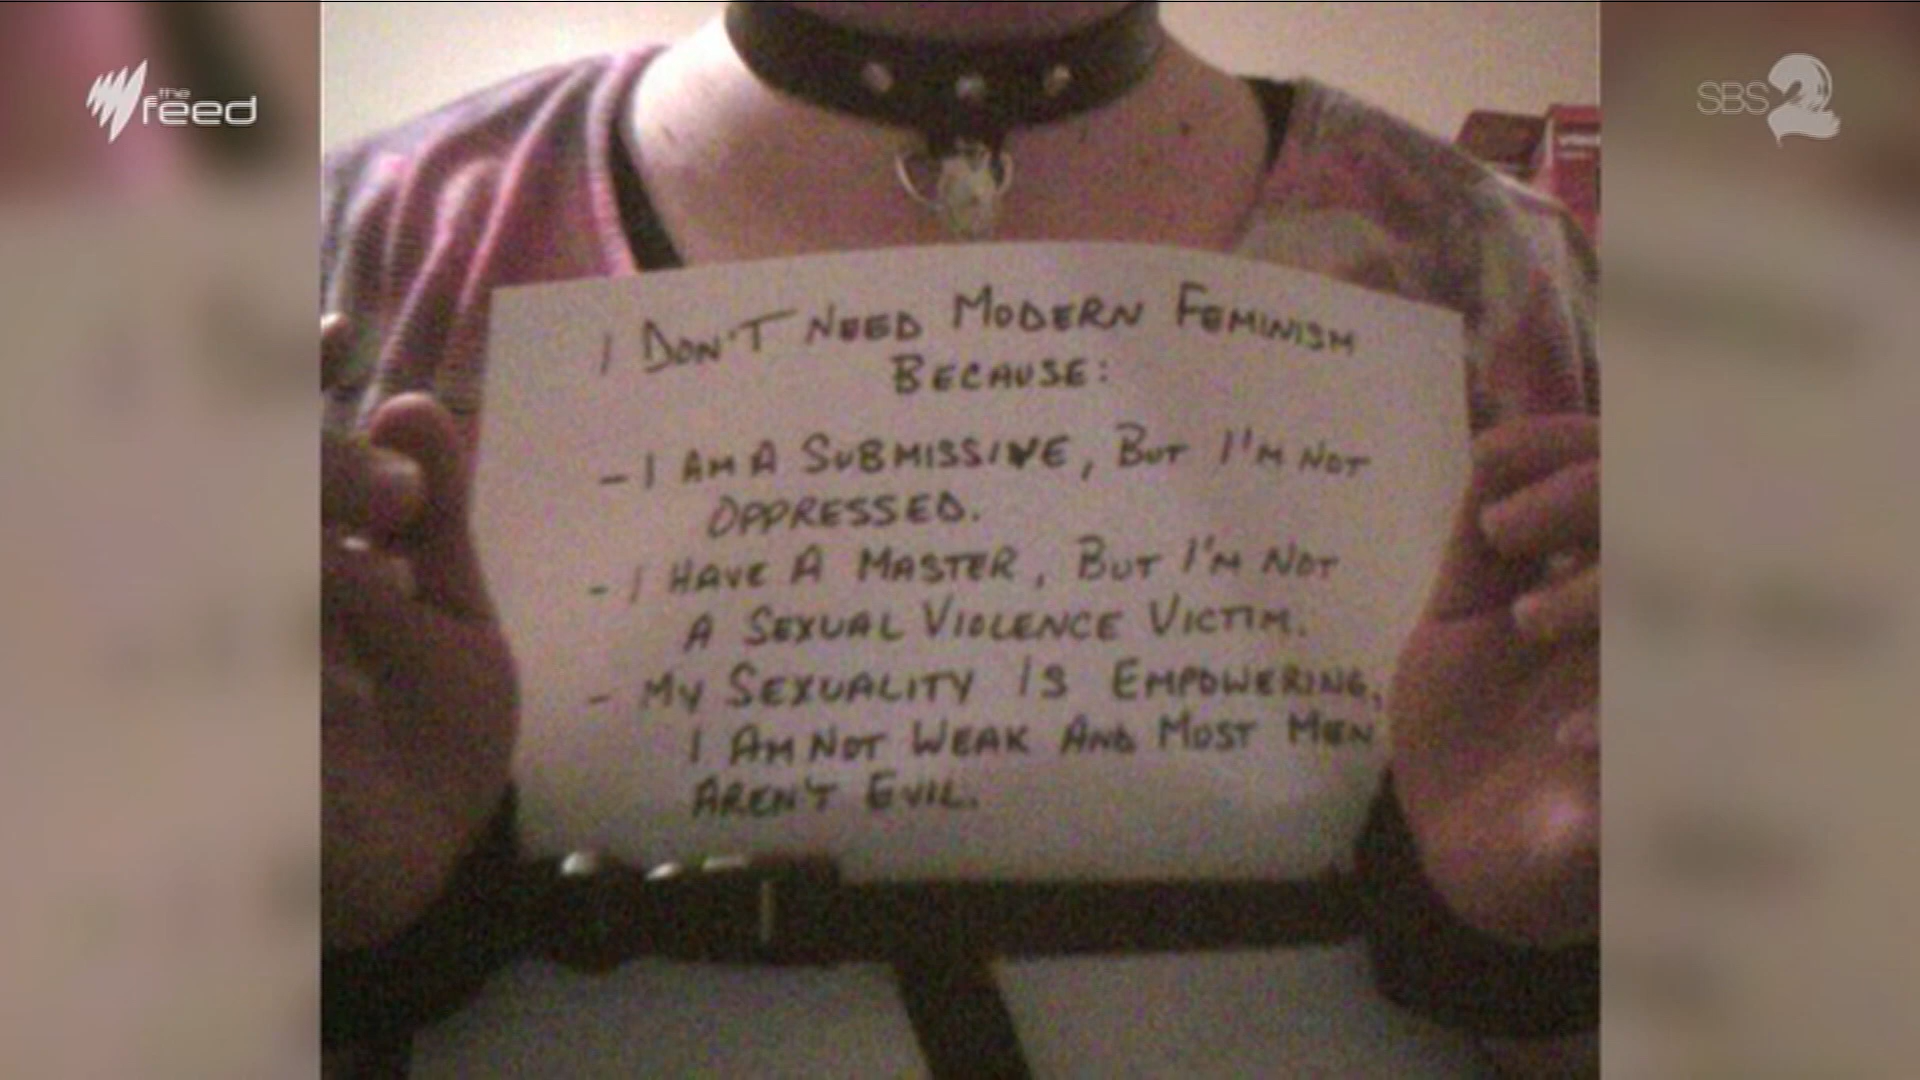 the feed
SBS 2
I DON'T NEED MODERN FEMINISM
BECAUSE:
- I AM A SUBMISSIVE, BUT I'M NOT
OPPRESSED.
- I HAVE A MASTER, BUT I'M NOT
A SEXUAL VIOLENCE VICTIM.
- MY SEXUALITY IS EMPOWERING,
I AM NOT WEAK AND MOST MEN
AREN'T EVIL.